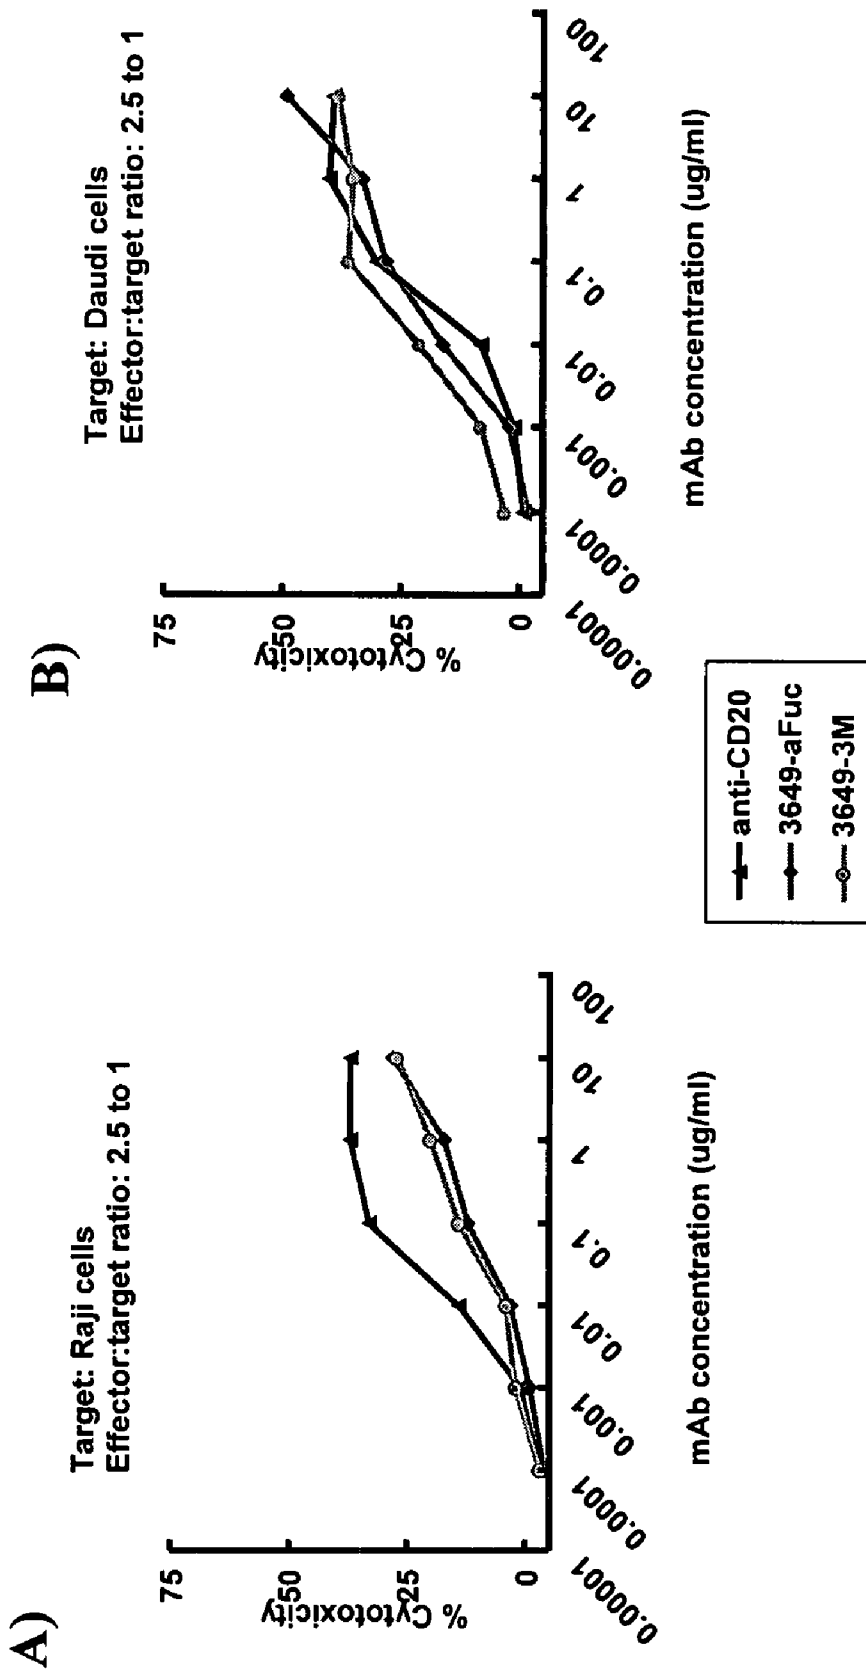 A)
Target: Raji cells
Effector:target ratio: 2.5 to 1
75
50
25
0
% Cytotoxicity
0.00001
0.0001
0.001
0.01
0.1
1
10
100
mAb concentration (ug/ml)
B)
Target: Daudi cells
Effector:target ratio: 2.5 to 1
75
50
25
0
% Cytotoxicity
0.00001
0.0001
0.001
0.01
0.1
1
10
100
mAb concentration (ug/ml)
anti-CD20
3649-aFuc
3649-3M